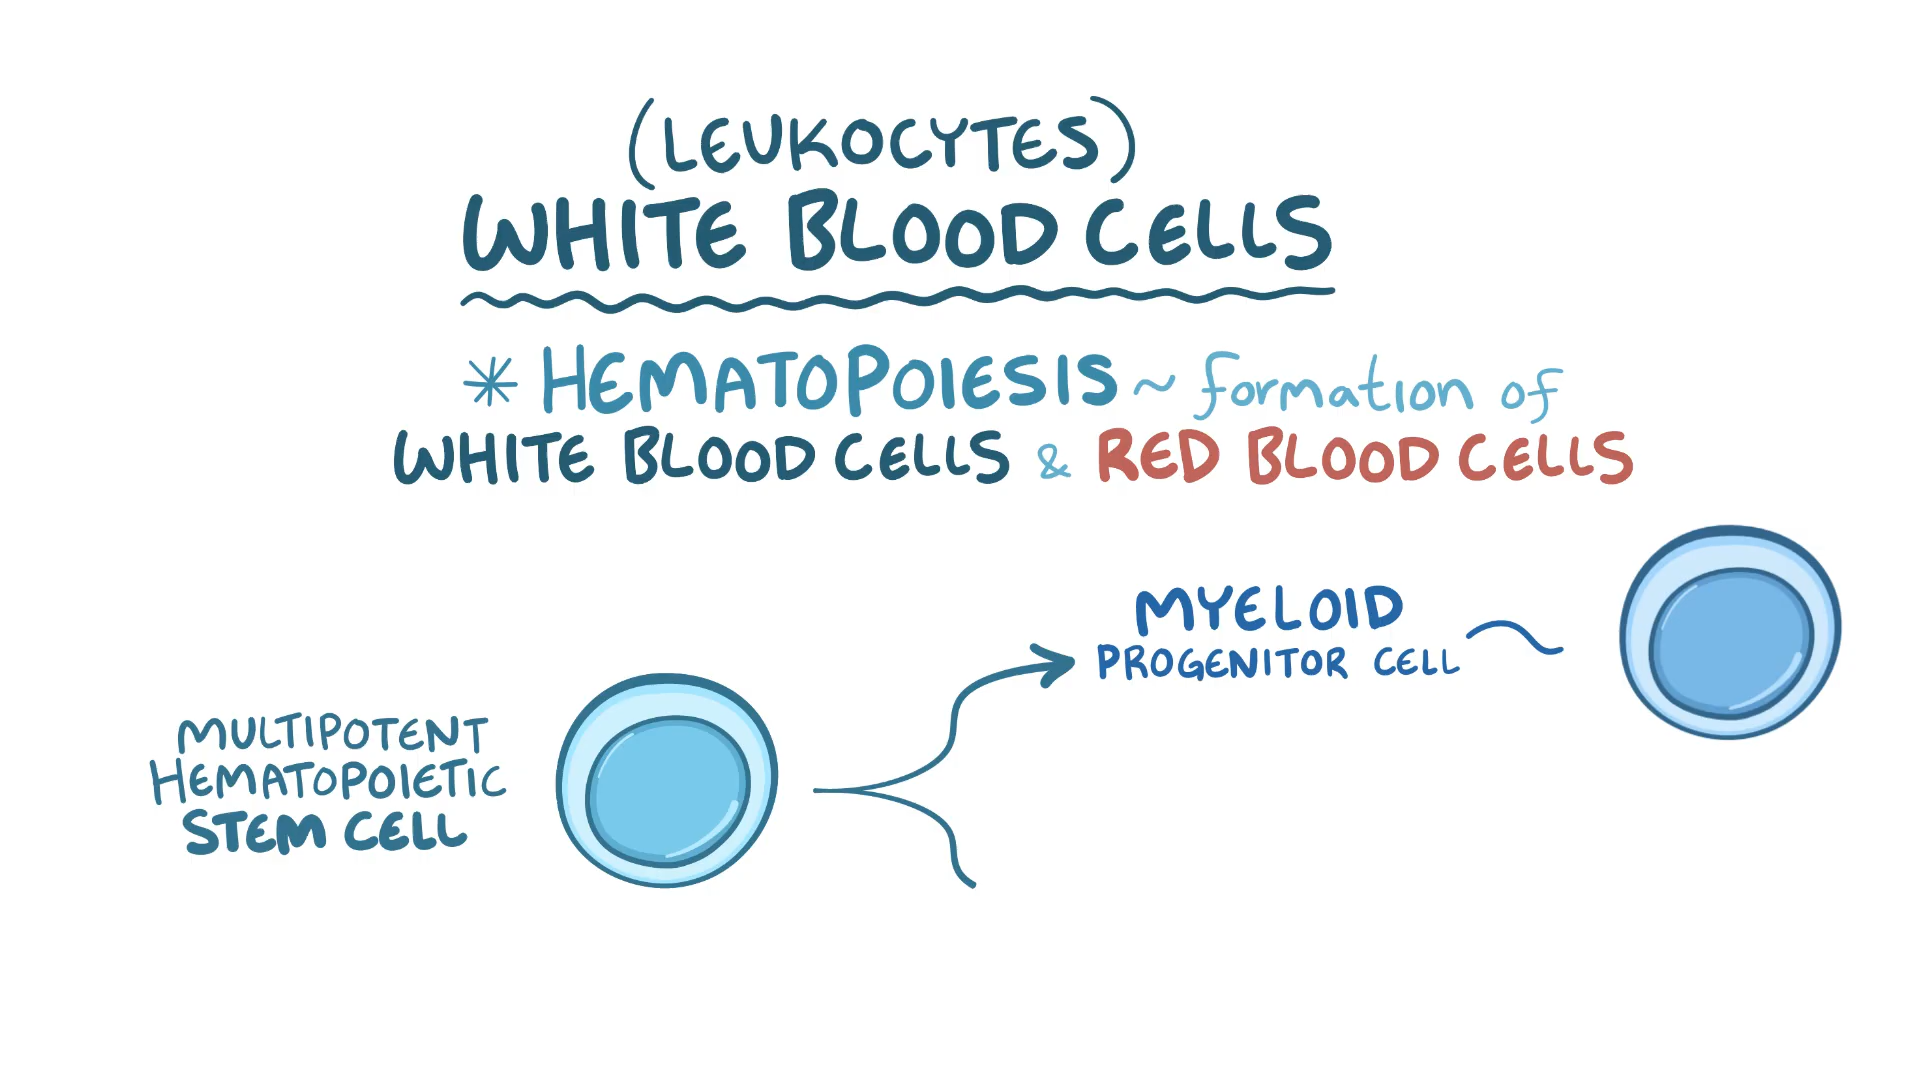 (LEUKOCYTES)
WHITE BLOOD CELLS
* HEMATOPOIESIS ~ formation of
WHITE BLOOD CELLS & RED BLOOD CELLS
MYELOID
PROGENITOR CELL
MULTIPOTENT
HEMATOPOIETIC
STEM CELL